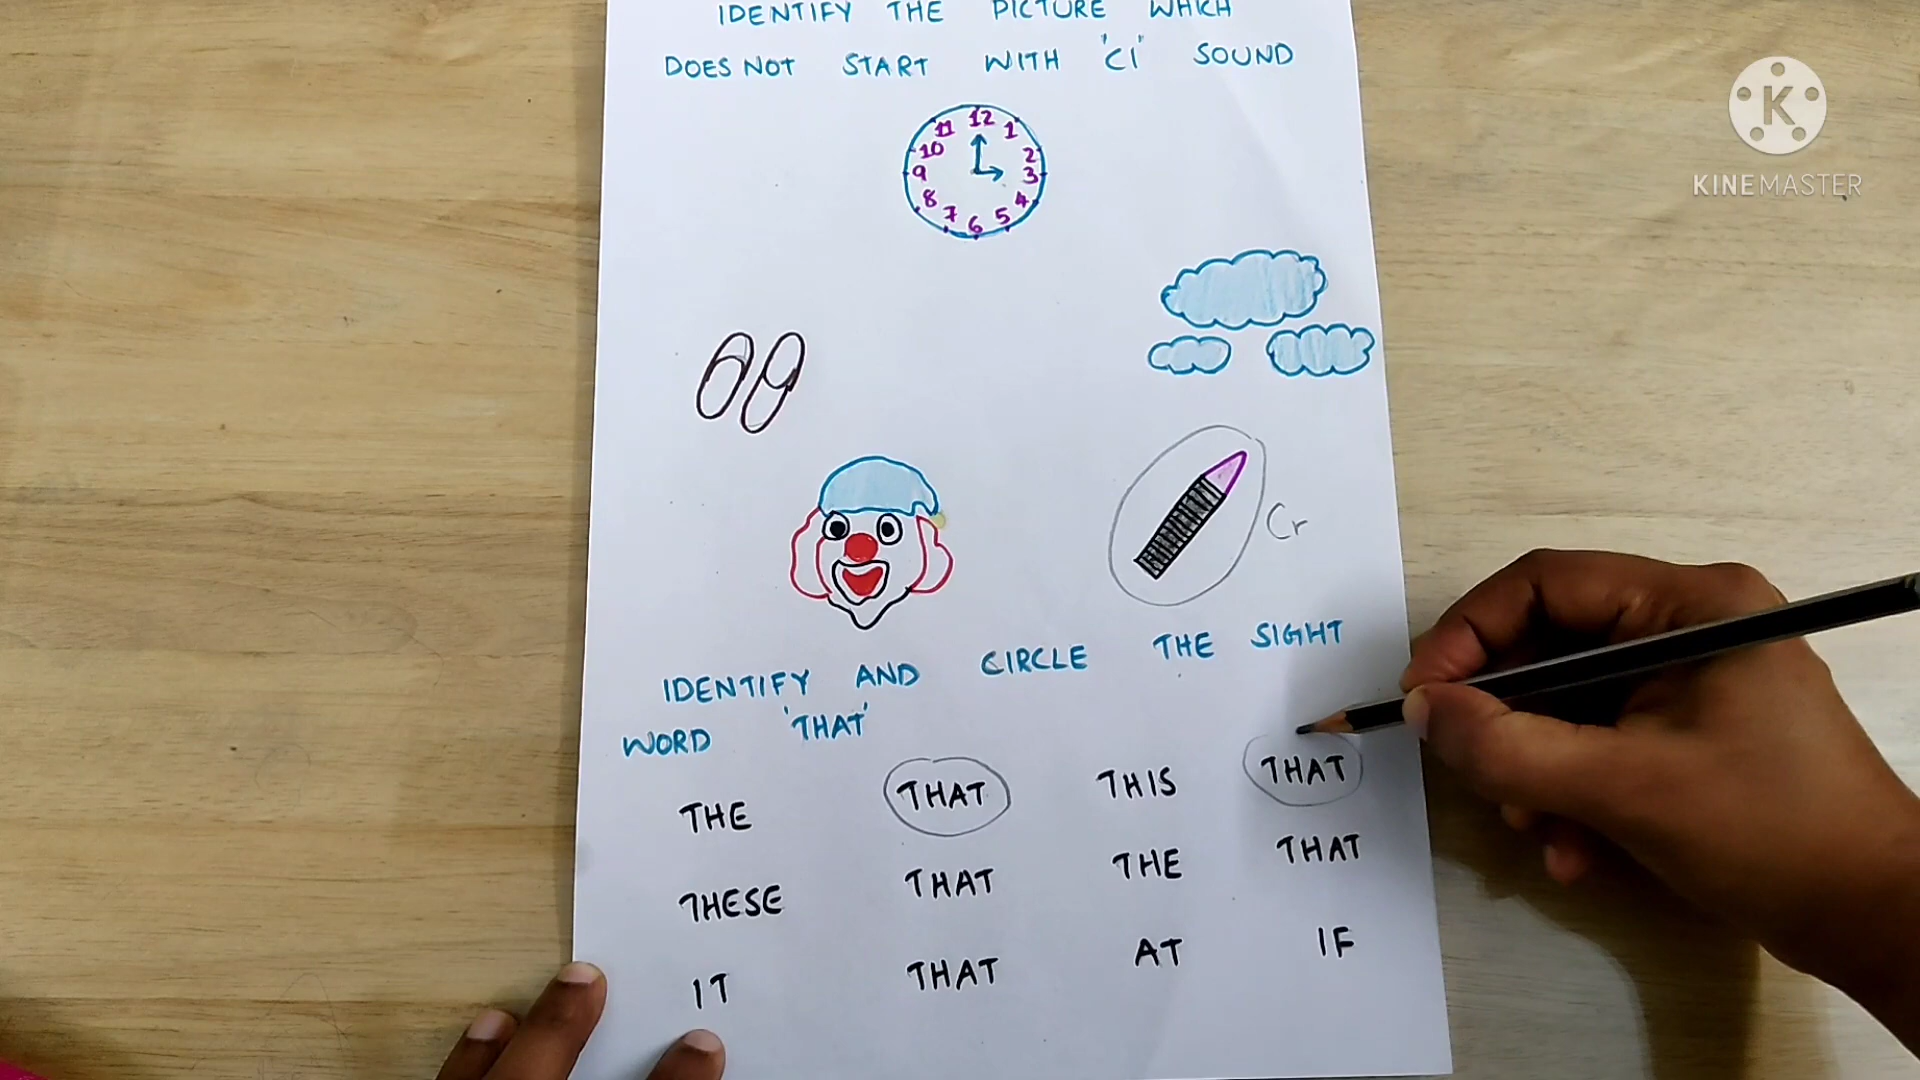 IDENTIFY THE PICTURE WHICH
DOES NOT START WITH 'Cl' SOUND
12
11 1
10 2
9 3
8 4
7 5
6
Cr
IDENTIFY AND CIRCLE THE SIGHT
WORD 'THAT'
THE THAT THIS THAT
THESE THAT THE THAT
IT THAT AT IF
K
KINEMASTER